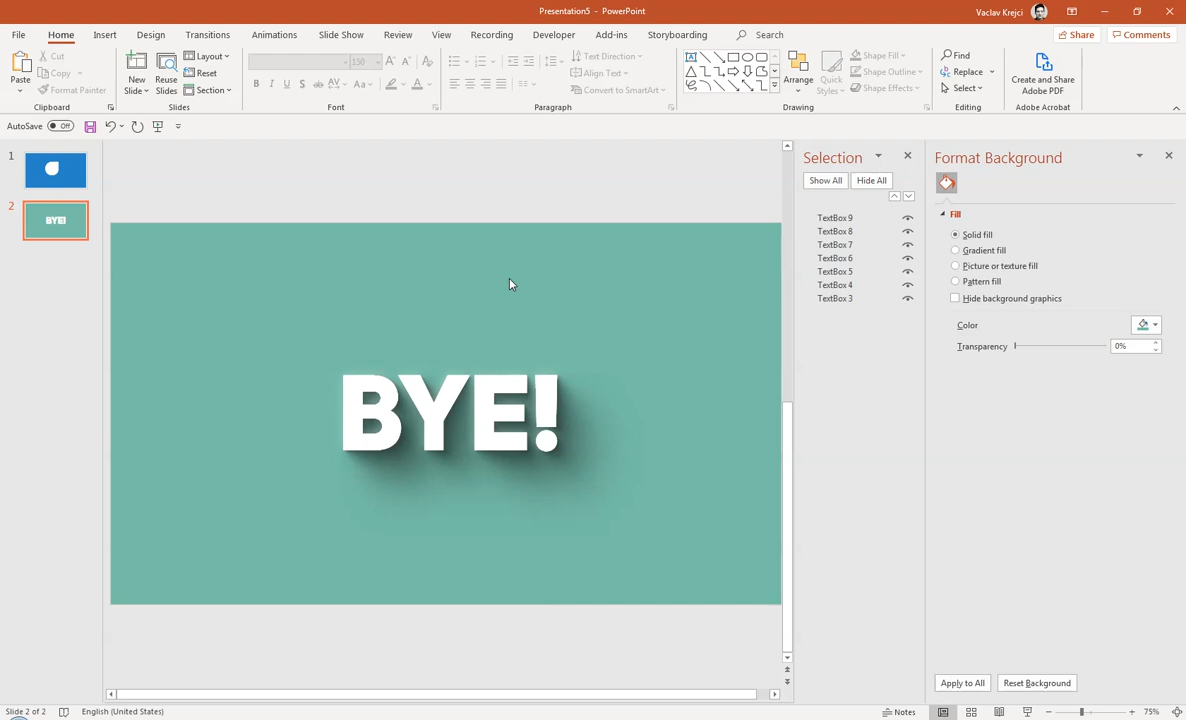 Presentation5 - PowerPoint
Vaclav Krejci
File Home Insert Design Transitions Animations Slide Show Review View Recording Developer Add-ins Storyboarding Search
Share Comments
Paste
Cut
Copy
Format Painter
Clipboard
New Slide
Reuse Slides
Layout
Reset
Section
Slides
150
Font
Text Direction
Align Text
Convert to SmartArt
Paragraph
Arrange
Quick Styles
Shape Fill
Shape Outline
Shape Effects
Drawing
Find
Replace
Select
Editing
Create and Share
Adobe PDF
Adobe Acrobat
AutoSave Off
1
2
BYE!
BYE!
Selection
Show All Hide All
TextBox 9
TextBox 8
TextBox 7
TextBox 6
TextBox 5
TextBox 4
TextBox 3
Format Background
Fill
Solid fill
Gradient fill
Picture or texture fill
Pattern fill
Hide background graphics
Color
Transparency 0%
Apply to All Reset Background
Slide 2 of 2 English (United States) Notes 75%